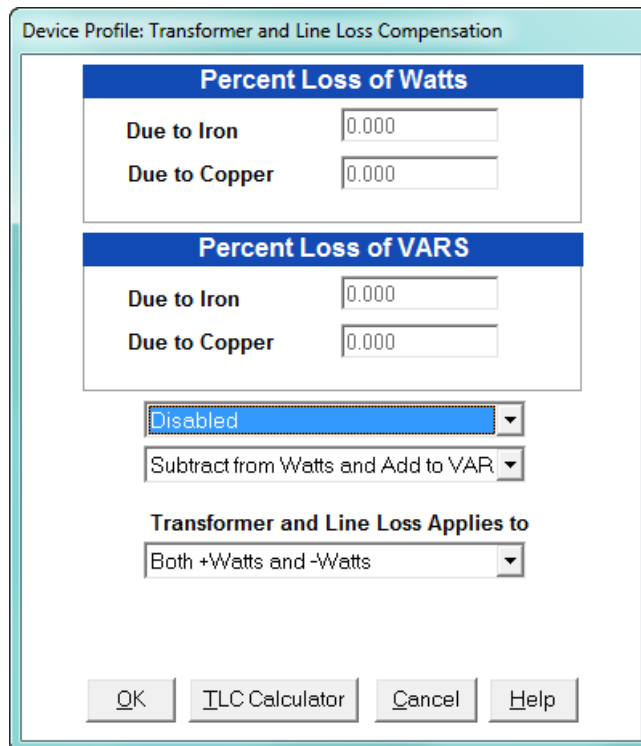 Device Profile: Transformer and Line Loss Compensation
Percent Loss of Watts
Due to Iron 0.000
Due to Copper 0.000
Percent Loss of VARS
Due to Iron 0.000
Due to Copper 0.000
Disabled
Subtract from Watts and Add to VAR
Transformer and Line Loss Applies to
Both +Watts and -Watts
OK TLC Calculator Cancel Help